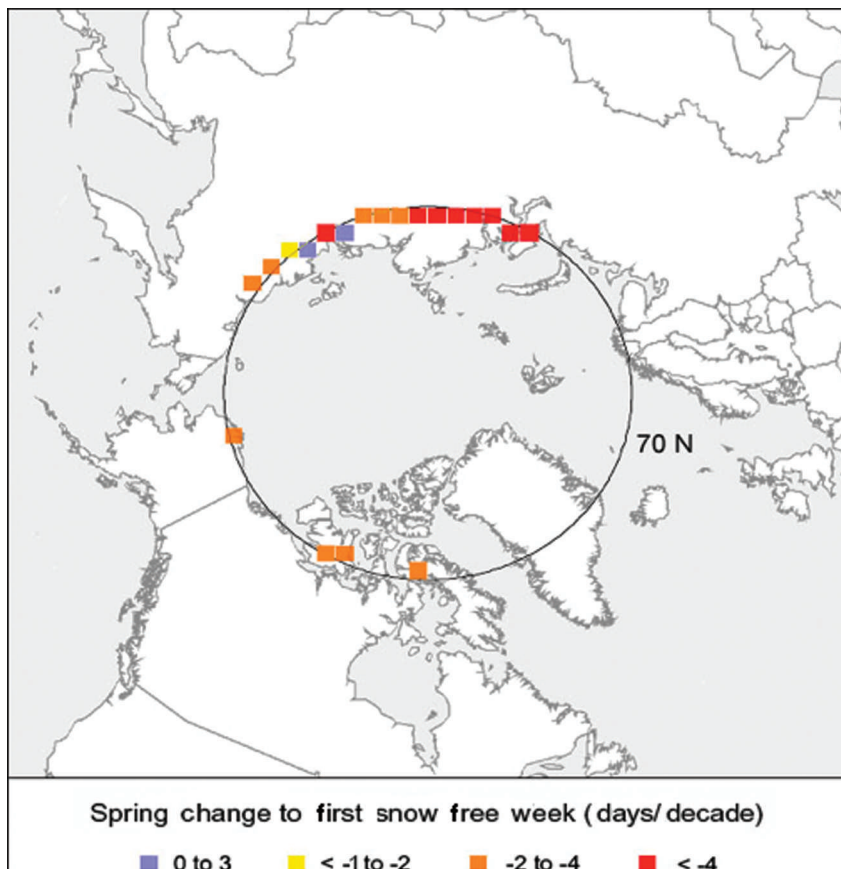 70 N
Spring change to first snow free week (days/decade)
0 to 3 < -1 to -2 -2 to -4 < -4